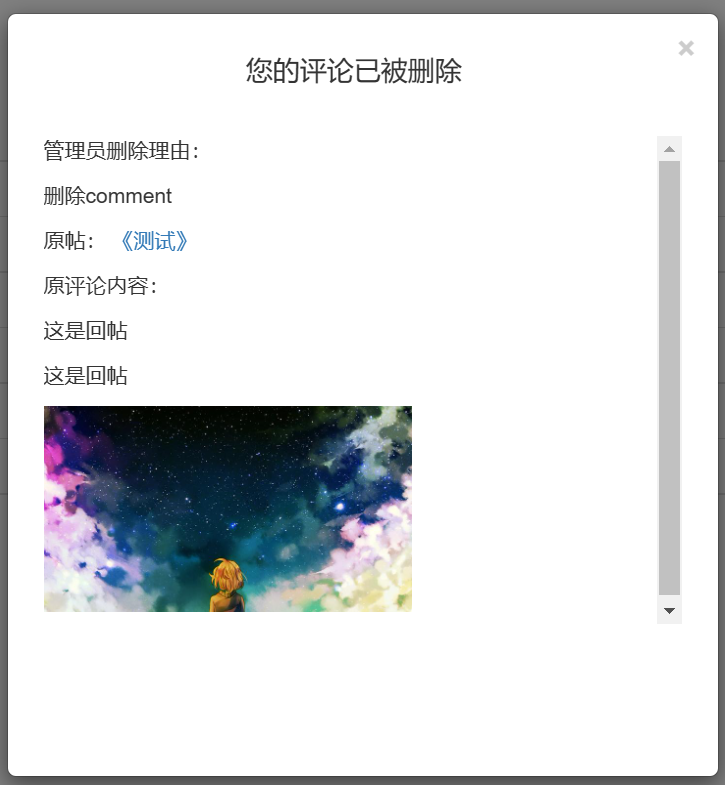 ×
您的评论已被删除
管理员删除理由：
删除comment
原帖： 《测试》
原评论内容：
这是回帖
这是回帖